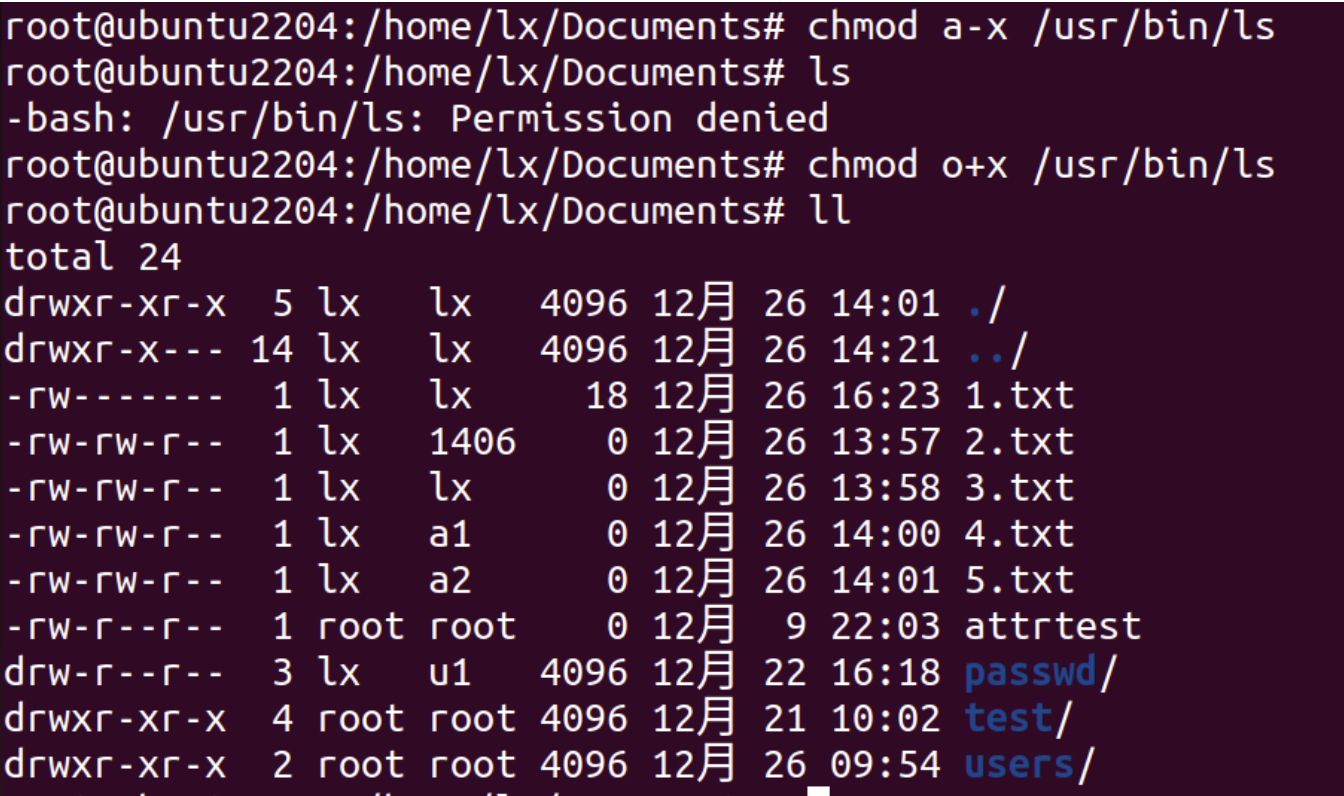 root@ubuntu2204:/home/lx/Documents# chmod a-x /usr/bin/ls
root@ubuntu2204:/home/lx/Documents# ls
-bash: /usr/bin/ls: Permission denied
root@ubuntu2204:/home/lx/Documents# chmod o+x /usr/bin/ls
root@ubuntu2204:/home/lx/Documents# ll
total 24
drwxr-xr-x  5 lx   lx   4096 12月 26 14:01 ./
drwxr-x--- 14 lx   lx   4096 12月 26 14:21 ../
-rw-------  1 lx   lx     18 12月 26 16:23 1.txt
-rw-rw-r--  1 lx   1406    0 12月 26 13:57 2.txt
-rw-rw-r--  1 lx   lx      0 12月 26 13:58 3.txt
-rw-rw-r--  1 lx   a1      0 12月 26 14:00 4.txt
-rw-rw-r--  1 lx   a2      0 12月 26 14:01 5.txt
-rw-r--r--  1 root root    0 12月  9 22:03 attrtest
drw-r--r--  3 lx   u1   4096 12月 22 16:18 passwd/
drwxr-xr-x  4 root root 4096 12月 21 10:02 test/
drwxr-xr-x  2 root root 4096 12月 26 09:54 users/